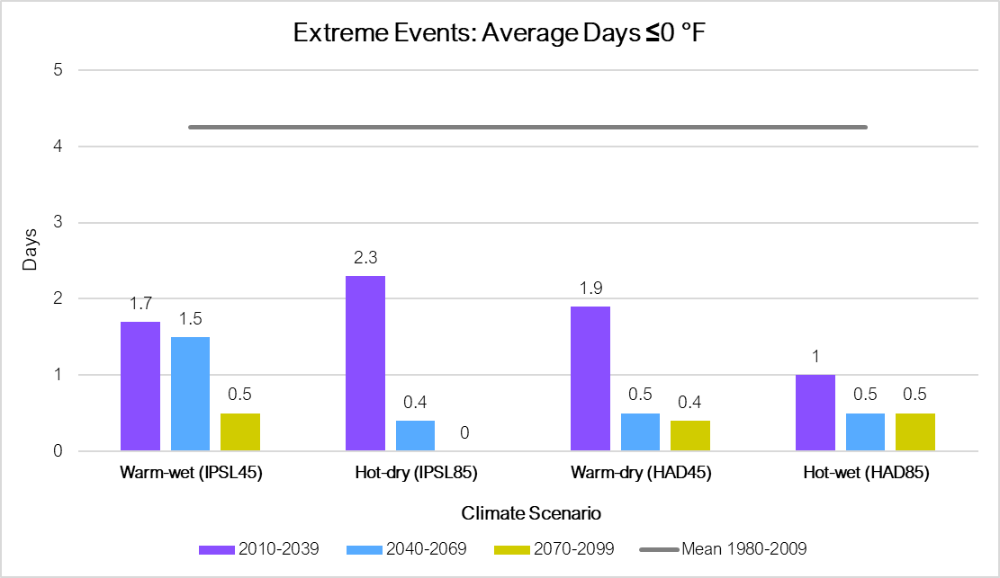 Extreme Events: Average Days ≤0 °F
5
4
3
2
1
0
Days
1.7
1.5
0.5
2.3
0.4
0
1.9
0.5
0.4
1
0.5
0.5
Warm-wet (IPSL45)
Hot-dry (IPSL85)
Warm-dry (HAD45)
Hot-wet (HAD85)
Climate Scenario
2010-2039
2040-2069
2070-2099
Mean 1980-2009